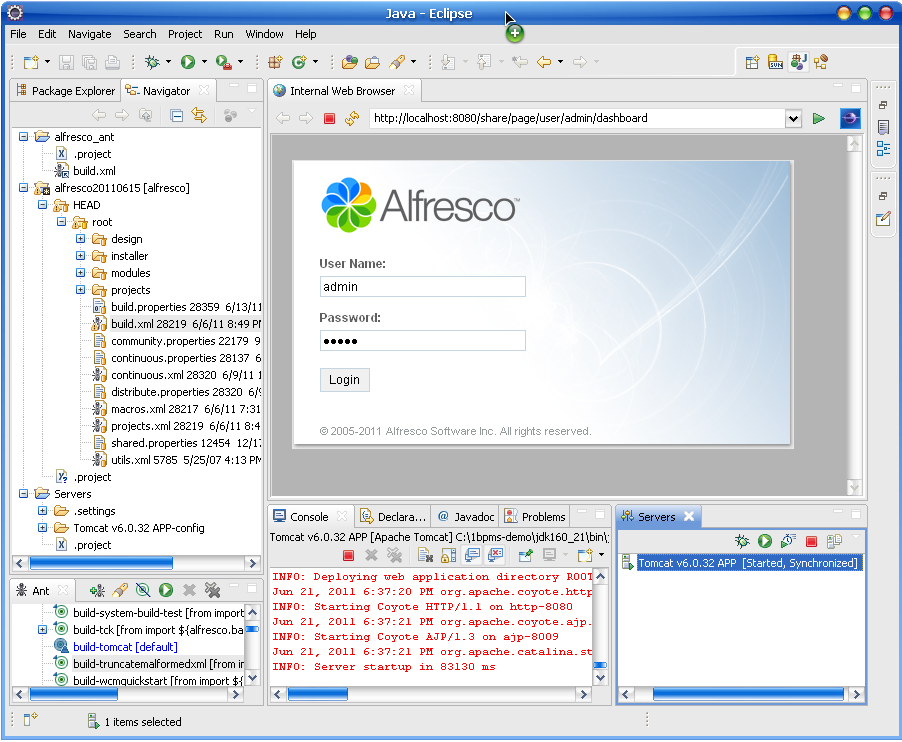 Java - Eclipse
File Edit Navigate Search Project Run Window Help
Package Explorer
Navigator
alfresco_ant
.project
build.xml
alfresco20110615 [alfresco]
HEAD
root
design
installer
modules
projects
build.properties 28359 6/13/11
build.xml 28219 6/6/11 8:49 PM
community.properties 22179 9
continuous.properties 28137 6
continuous.xml 28320 6/9/11 1
distribute.properties 28320 6/9
macros.xml 28217 6/6/11 7:31
projects.xml 28219 6/6/11 8:4
shared.properties 12454 12/17
utils.xml 5785 5/25/07 4:13 PM
.project
Servers
.settings
Tomcat v6.0.32 APP-config
.project
Ant
build-system-build-test [from import
build-tck [from import ${alfresco.ba
build-tomcat [default]
build-truncatemalformedxml [from im
build-wcmquickstart [from import ${
Internal Web Browser
http://localhost:8080/share/page/user/admin/dashboard
Alfresco™
User Name:
admin
Password:
●●●●●
Login
© 2005-2011 Alfresco Software Inc. All rights reserved.
Console
Declara...
@ Javadoc
Problems
Tomcat v6.0.32 APP [Apache Tomcat] C:\1bpms-demo\jdk160_21\bin\
INFO: Deploying web application directory ROOT
Jun 21, 2011 6:37:20 PM org.apache.coyote.http
INFO: Starting Coyote HTTP/1.1 on http-8080
Jun 21, 2011 6:37:21 PM org.apache.coyote.ajp.
INFO: Starting Coyote AJP/1.3 on ajp-8009
Jun 21, 2011 6:37:21 PM org.apache.catalina.st
INFO: Server startup in 83130 ms
Servers
Tomcat v6.0.32 APP [Started, Synchronized]
1 items selected